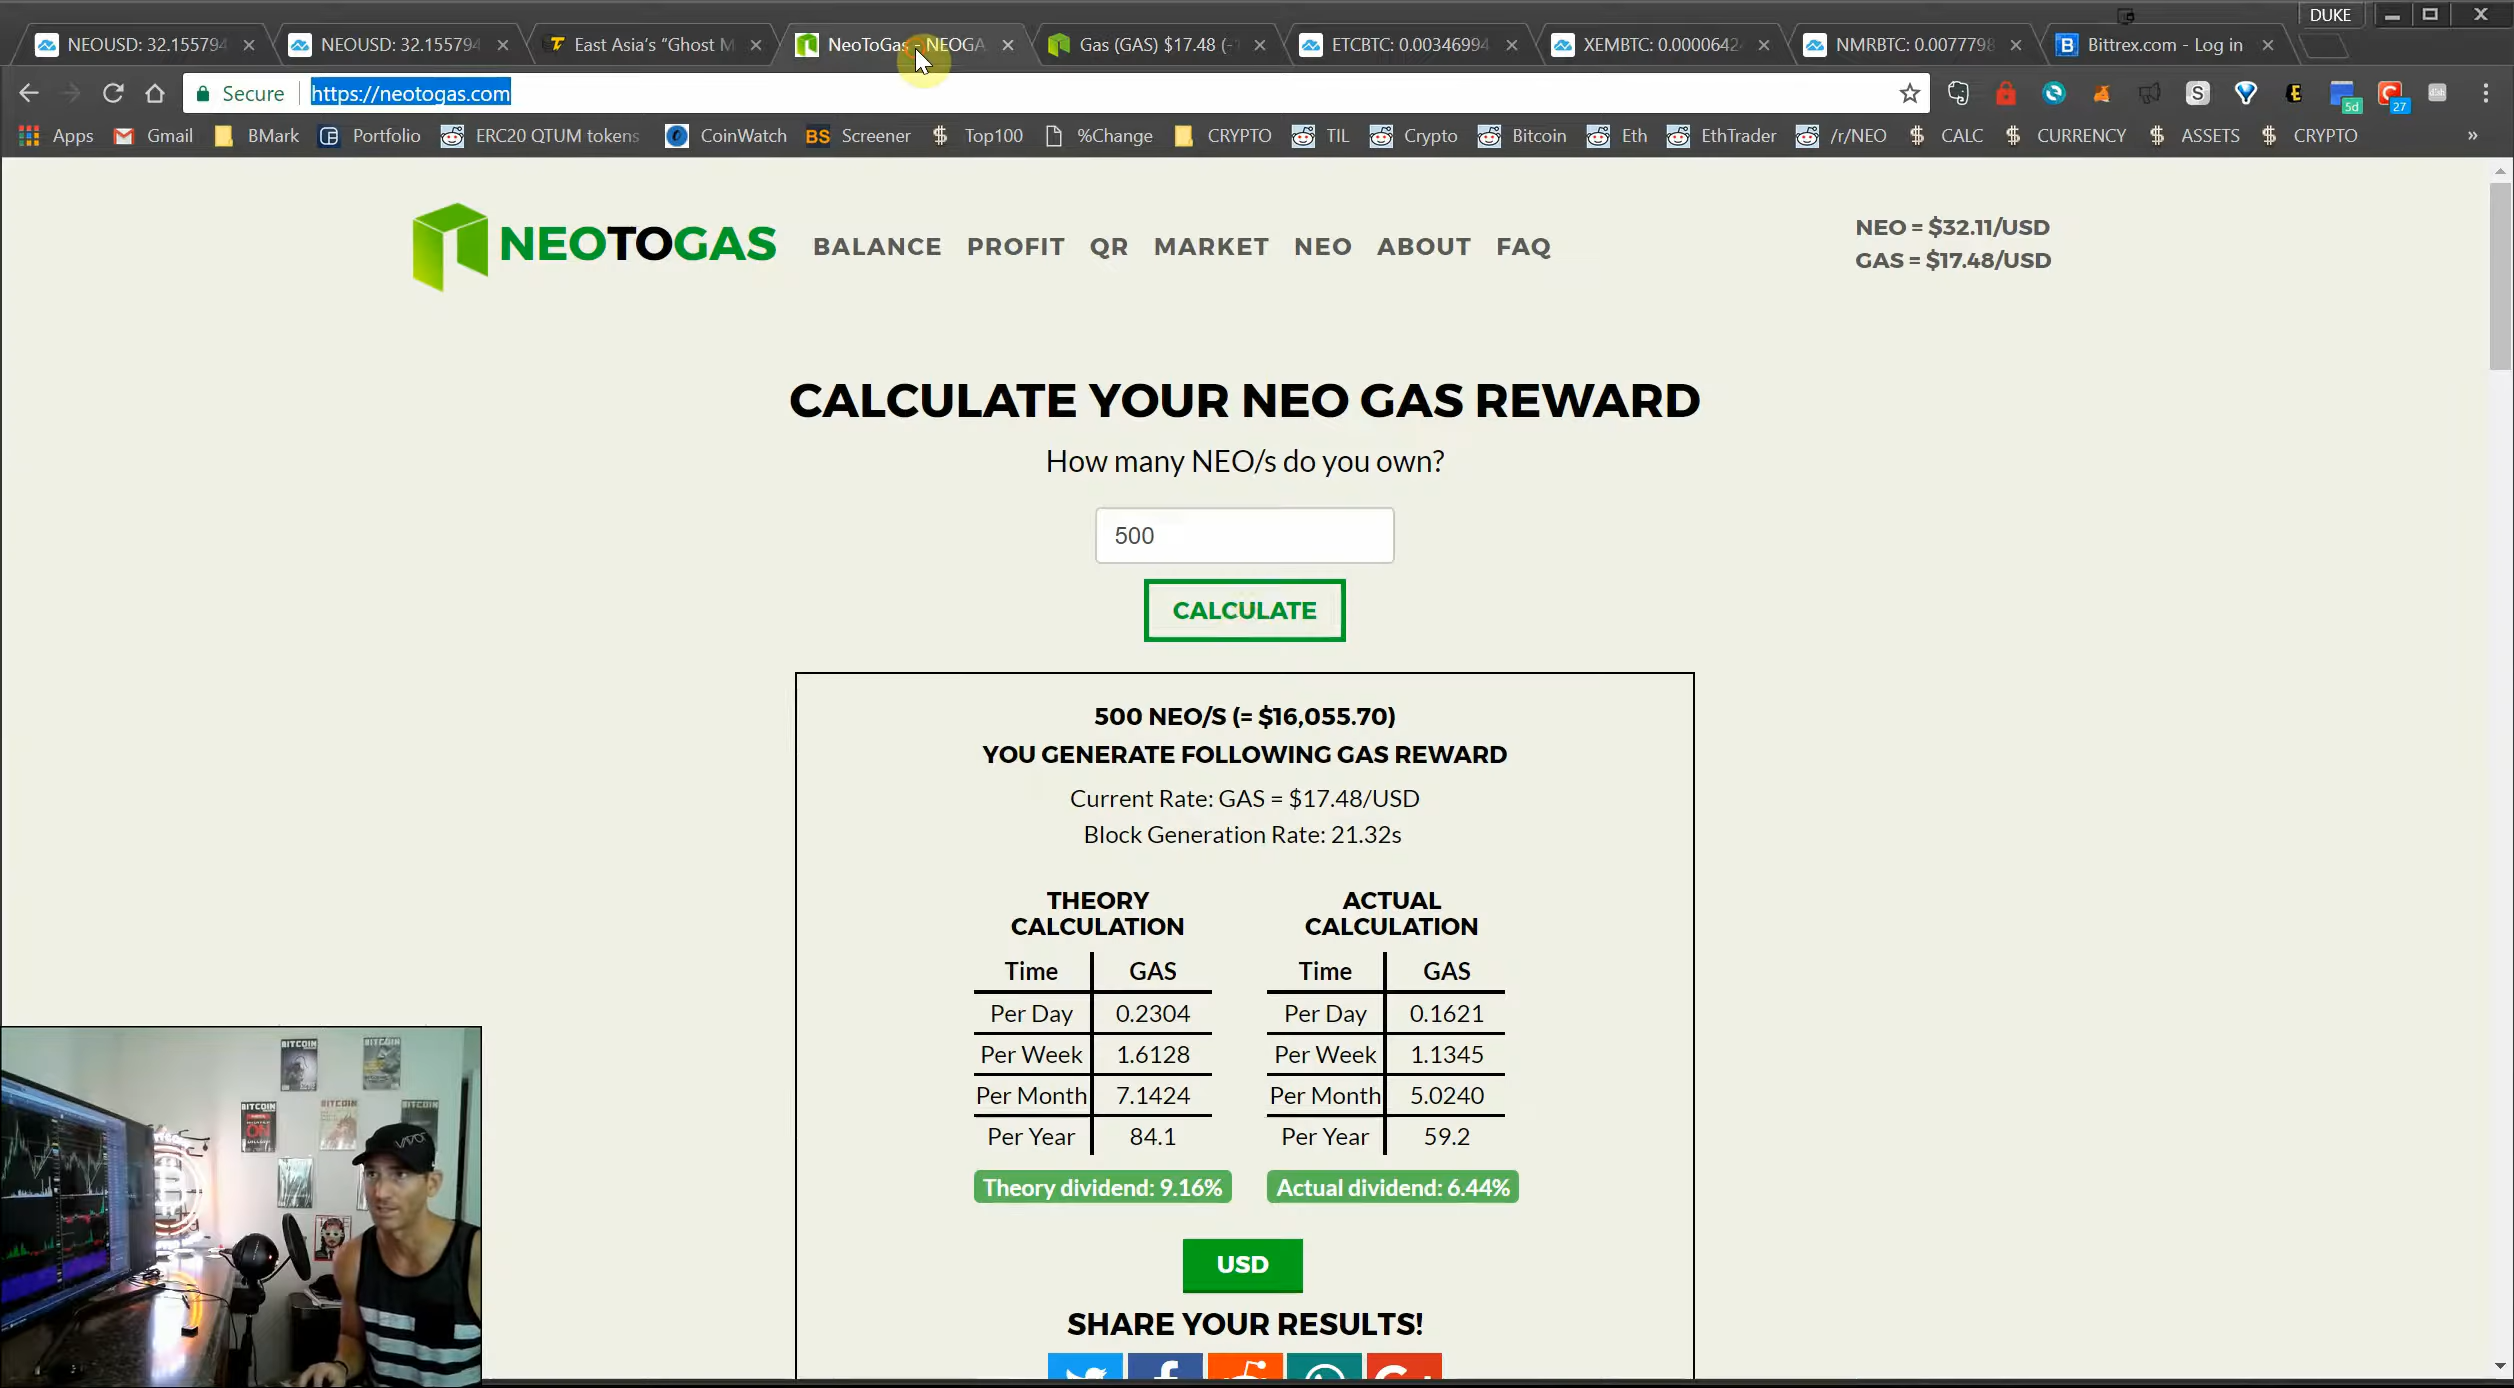 DUKE
NEOUSD: 32.155794
NEOUSD: 32.155794
East Asia's "Ghost M
NeoToGas - NEOGA
Gas (GAS) $17.48 (-
ETCBTC: 0.00346994
XEMBTC: 0.0000642
NMRBTC: 0.0077798
Bittrex.com - Log in
Secure
https://neotogas.com
5d
27
Apps
Gmail
BMark
Portfolio
ERC20 QTUM tokens
CoinWatch
BS Screener
$ Top100
%Change
CRYPTO
TIL
Crypto
Bitcoin
Eth
EthTrader
/r/NEO
$ CALC
$ CURRENCY
$ ASSETS
$ CRYPTO
»
NEOTOGAS
BALANCE PROFIT QR MARKET NEO ABOUT FAQ
NEO = $32.11/USD
GAS = $17.48/USD
CALCULATE YOUR NEO GAS REWARD
How many NEO/s do you own?
500
CALCULATE
500 NEO/S (= $16,055.70)
YOU GENERATE FOLLOWING GAS REWARD
Current Rate: GAS = $17.48/USD
Block Generation Rate: 21.32s
THEORY
CALCULATION
Time GAS
Per Day 0.2304
Per Week 1.6128
Per Month 7.1424
Per Year 84.1
Theory dividend: 9.16%
ACTUAL
CALCULATION
Time GAS
Per Day 0.1621
Per Week 1.1345
Per Month 5.0240
Per Year 59.2
Actual dividend: 6.44%
USD
SHARE YOUR RESULTS!
BITCOIN
BITCOIN
BITCOIN
BITCOIN
BITCOIN